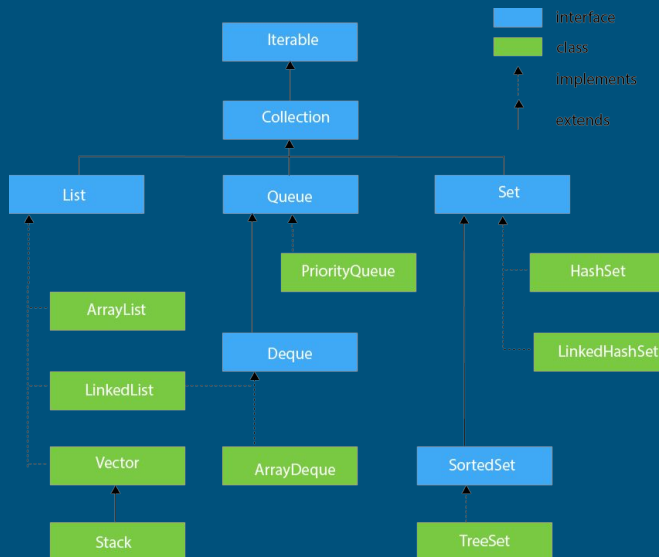 Interface
class
implements
extends
Iterable
Collection
List
Queue
Set
PriorityQueue
HashSet
ArrayList
Deque
LinkedHashSet
LinkedList
Vector
ArrayDeque
SortedSet
Stack
TreeSet